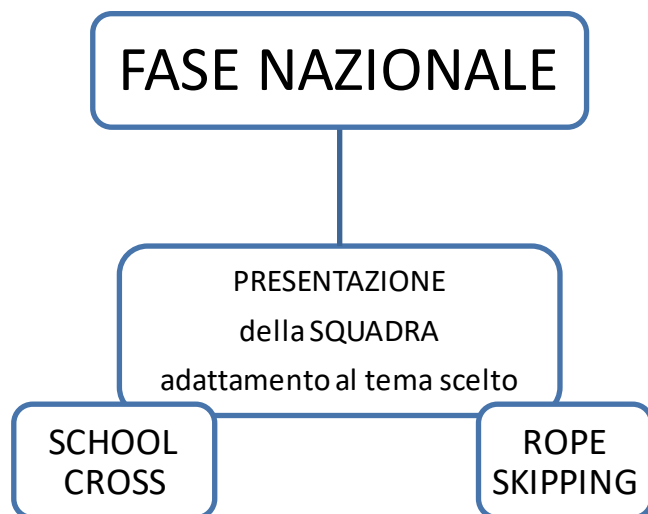 FASE NAZIONALE
PRESENTAZIONE
della SQUADRA
adattamento al tema scelto
SCHOOL
CROSS
ROPE
SKIPPING